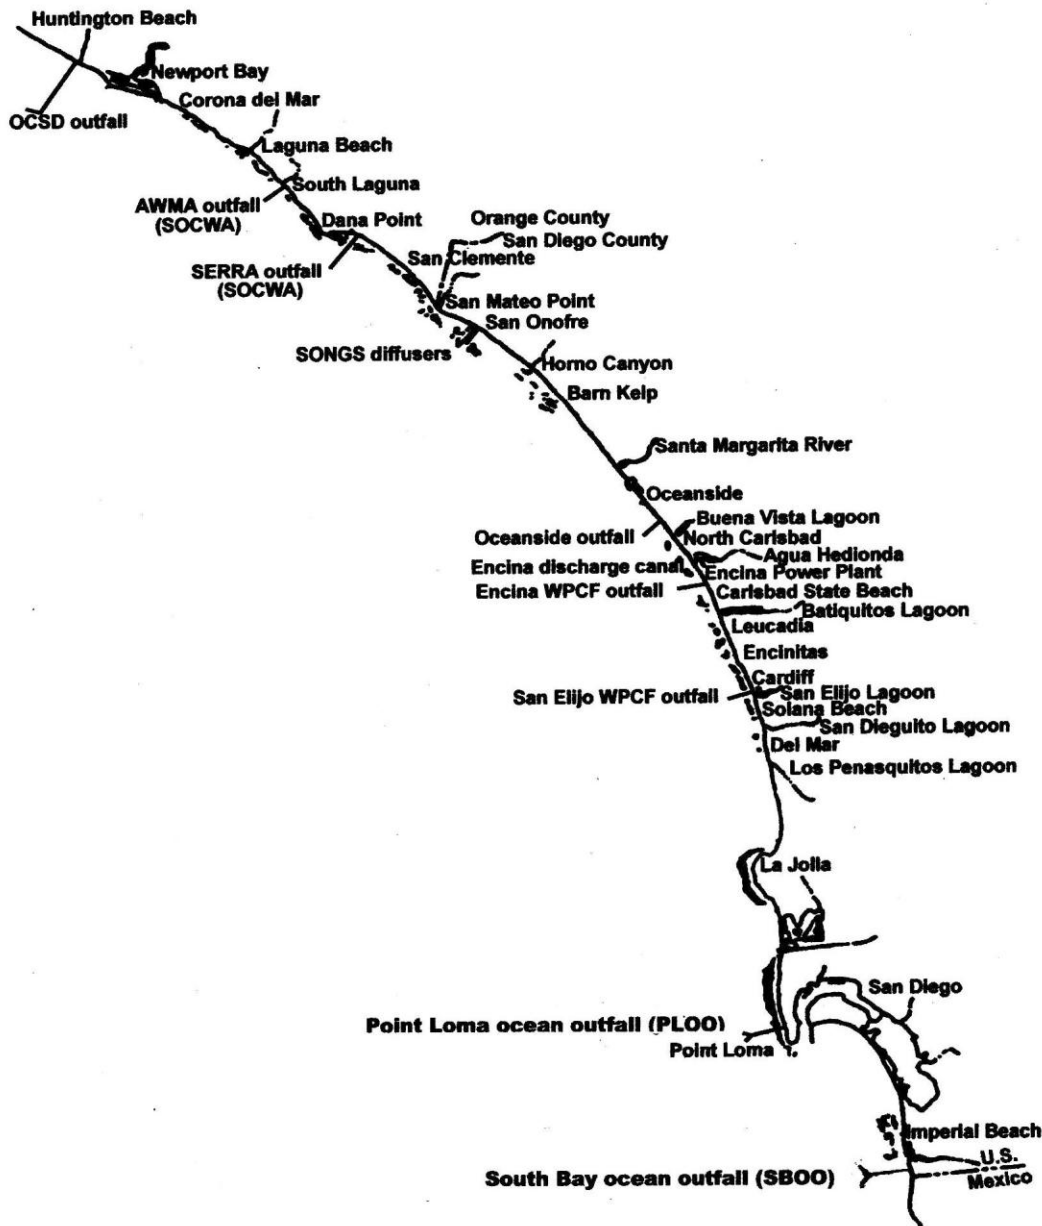 Huntington Beach
Newport Bay
Corona del Mar
OCSD outfall
Laguna Beach
South Laguna
AWMA outfall
(SOCWA)
Dana Point
Orange County
San Diego County
San Clemente
SERRA outfall
(SOCWA)
San Mateo Point
San Onofre
SONGS diffusers
Horno Canyon
Barn Kelp
Santa Margarita River
Oceanside
Buena Vista Lagoon
Oceanside outfall
North Carlsbad
Agua Hedionda
Encina discharge canal
Encina Power Plant
Encina WPCF outfall
Carlsbad State Beach
Batiquitos Lagoon
Leucadia
Encinitas
Cardiff
San Elijo WPCF outfall
San Elijo Lagoon
Solana Beach
San Dieguito Lagoon
Del Mar
Los Penasquitos Lagoon
La Jolla
San Diego
Point Loma ocean outfall (PLOO)
Point Loma
Imperial Beach
U.S.
Mexico
South Bay ocean outfall (SBOO)